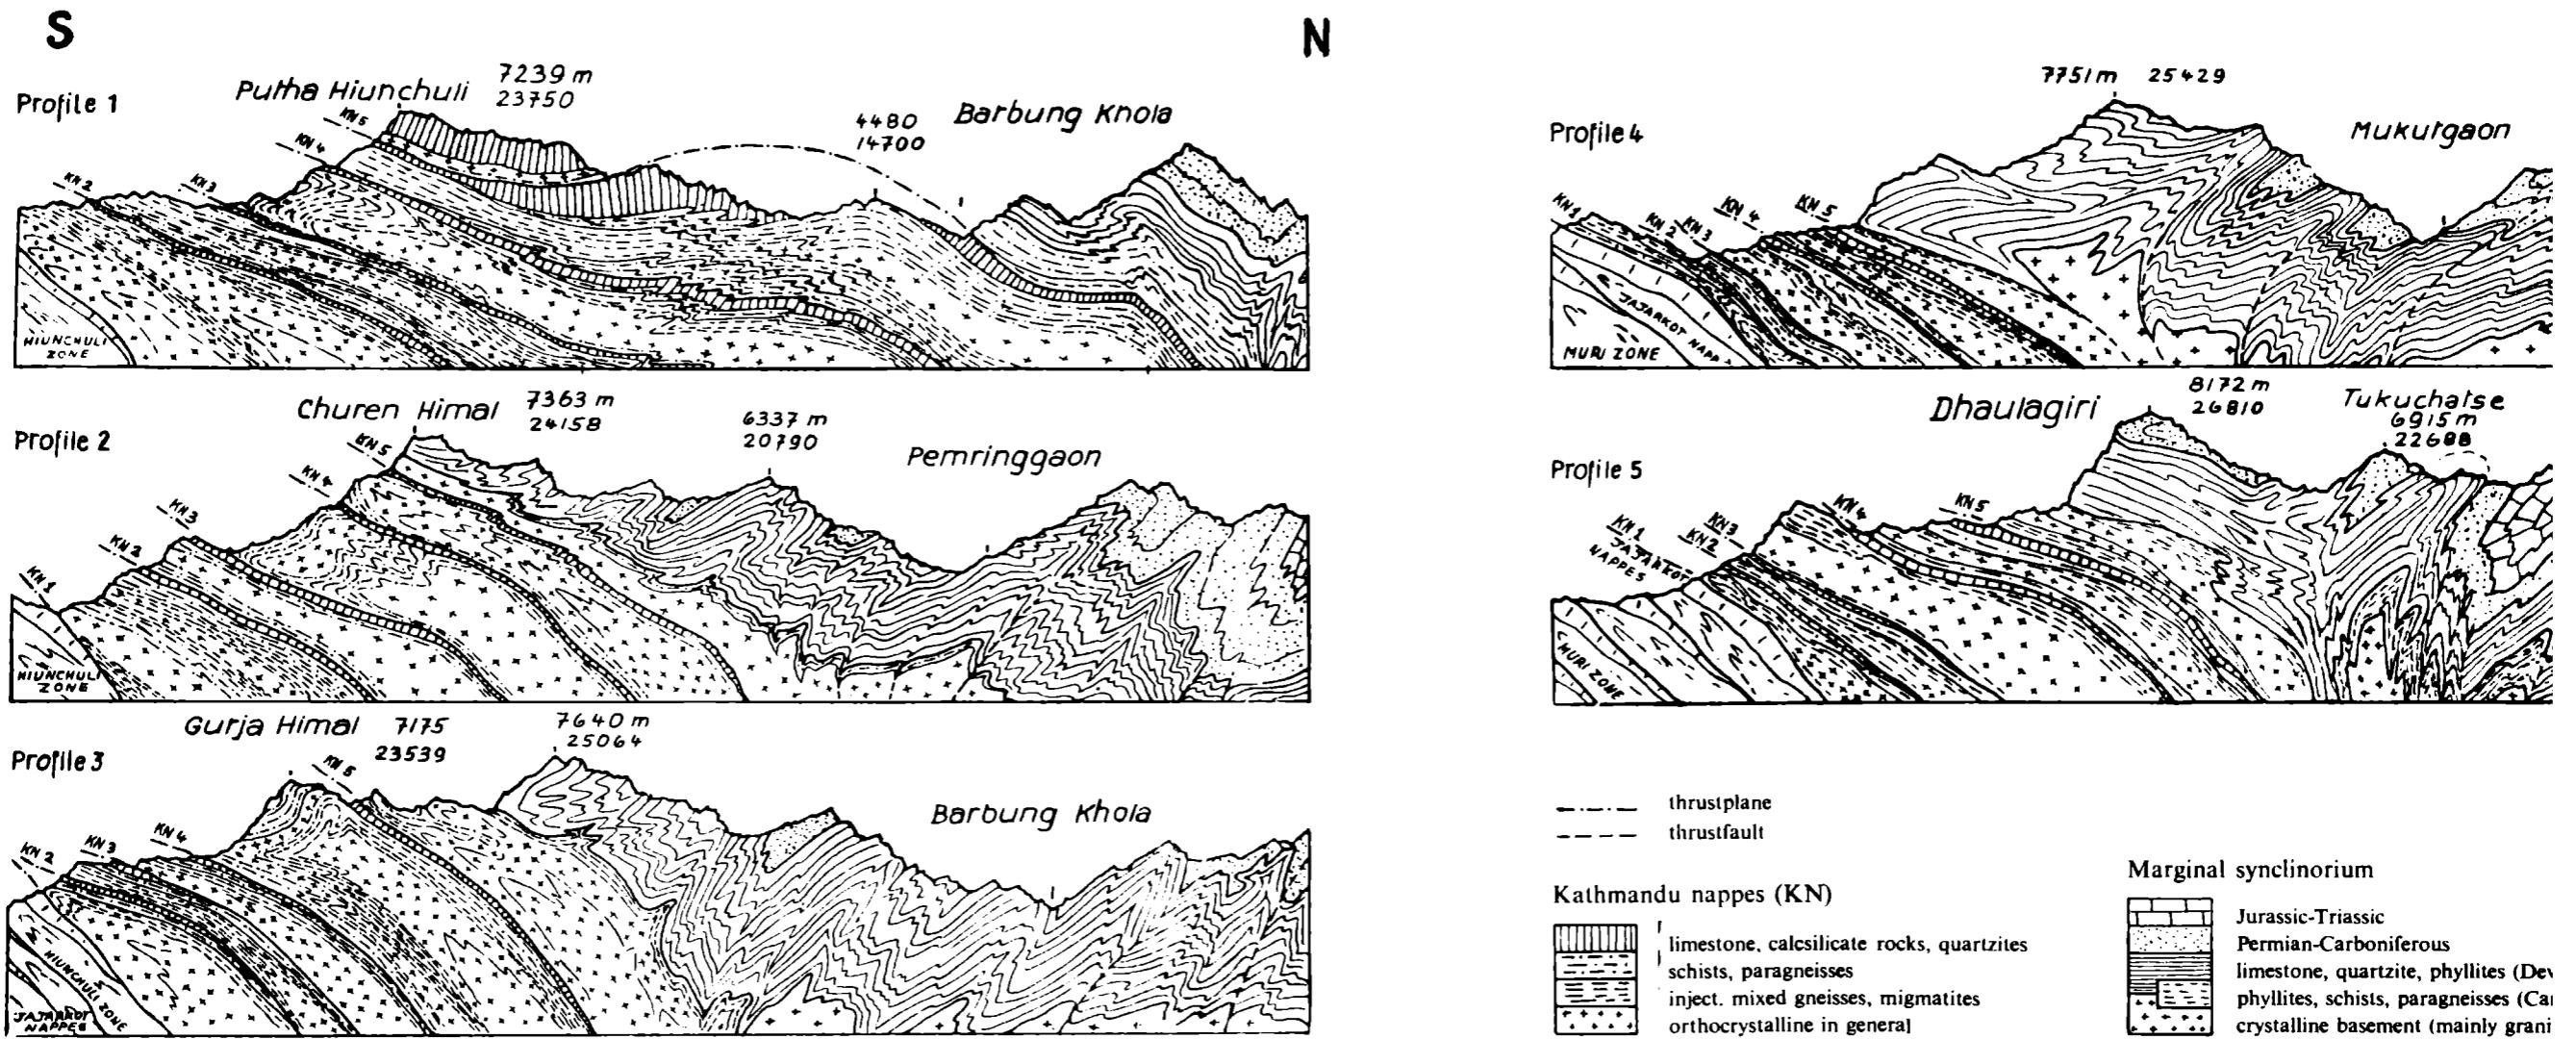 S
N
Profile 1
Putha Hiunchuli
7239 m
23750
4480
14700
Barbung Khola
KN 5
KN 4
KN 3
KN 2
HIUNCHULI
ZONE
Profile 2
Churen Himal
7363 m
24158
6337 m
20790
Pemringgaon
KN 5
KN 4
KN 3
KN 2
KN 1
HIUNCHULI
ZONE
Profile 3
Gurja Himal
7175
23539
7640 m
25064
Barbung Khola
KN 5
KN 4
KN 3
KN 2
HIUNCHULI ZONE
JAJARKOT
NAPPES
Profile 4
7751 m 25429
Mukutgaon
KN 1
KN 2
KN 3
KN 4
KN 5
JAJARKOT NAPP
MURI ZONE
Profile 5
Dhaulagiri
8172 m
26810
Tukuchatse
6915 m
22688
KN 1
JAJARKOT
NAPPES
KN2
KN3
KN 4
KN 5
MURI ZONE
thrustplane
thrustfault
Kathmandu nappes (KN)
limestone, calcsilicate rocks, quartzites
schists, paragneisses
inject. mixed gneisses, migmatites
orthocrystalline in general
Marginal synclinorium
Jurassic-Triassic
Permian-Carboniferous
limestone, quartzite, phyllites (Dev
phyllites, schists, paragneisses (Ca
crystalline basement (mainly grani